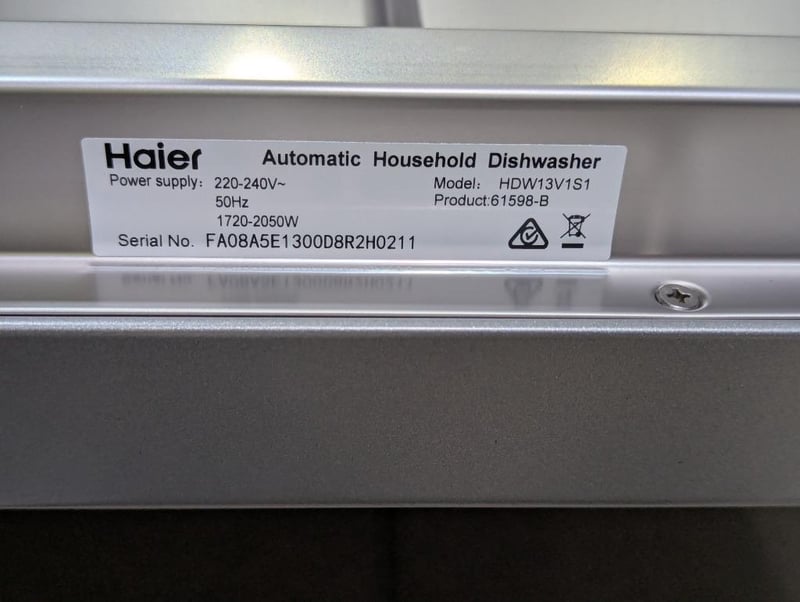 Haier Automatic Household Dishwasher
Power supply: 220-240V~ Model: HDW13V1S1
50Hz Product:61598-B
1720-2050W
Serial No. FA08A5E1300D8R2H0211